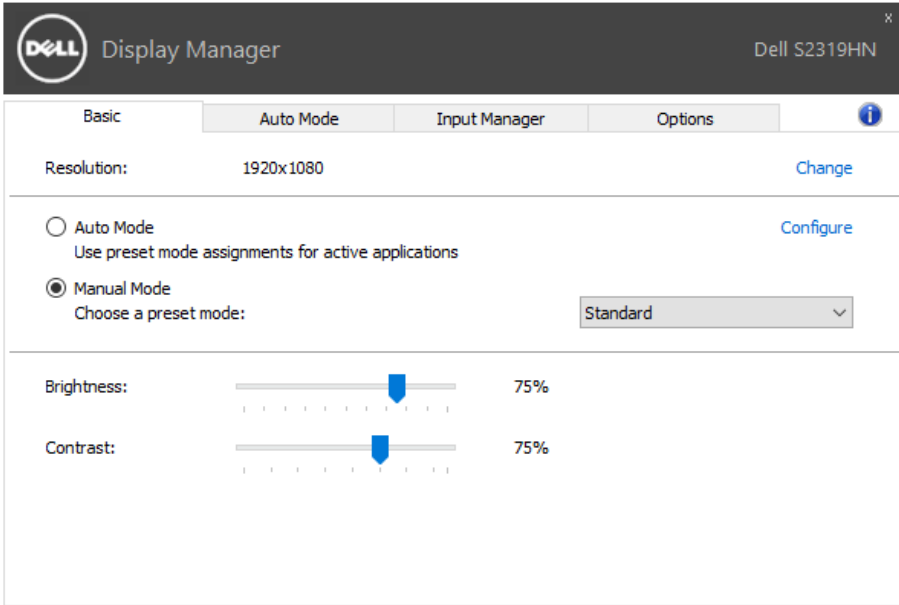 x
DELL Display Manager Dell S2319HN
Basic Auto Mode Input Manager Options i
Resolution: 1920x1080 Change
Auto Mode Configure
Use preset mode assignments for active applications
Manual Mode
Choose a preset mode: Standard
Brightness: 75%
Contrast: 75%